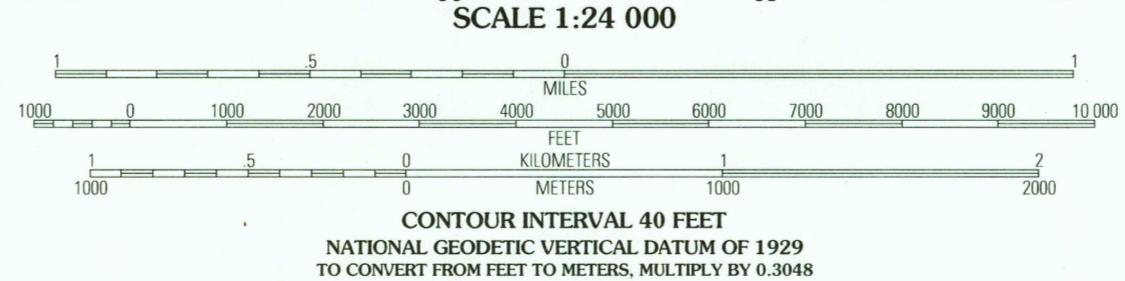 SCALE 1:24 000
1 .5 0 1
MILES
1000 0 1000 2000 3000 4000 5000 6000 7000 8000 9000 10 000
FEET
1 .5 0 KILOMETERS 1 2
1000 0 METERS 1000 2000
CONTOUR INTERVAL 40 FEET
NATIONAL GEODETIC VERTICAL DATUM OF 1929
TO CONVERT FROM FEET TO METERS, MULTIPLY BY 0.3048